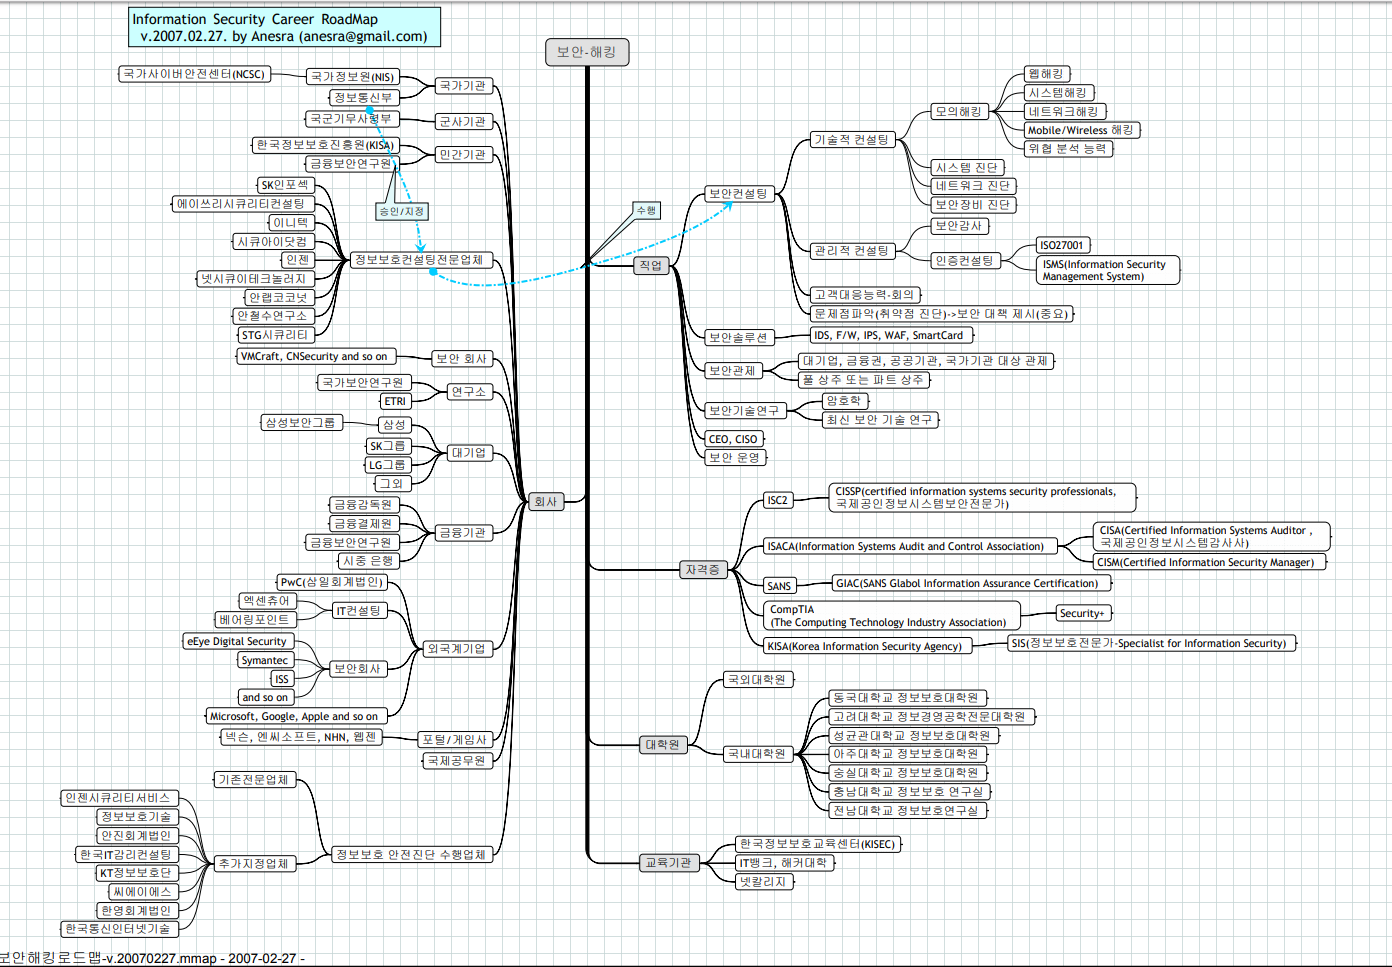 Information Security Career RoadMap
v.2007.02.27. by Anesra (anesra@gmail.com)
보안-해킹
국가사이버안전센터(NCSC)
국가정보원(NIS)
정보통신부
국가기관
국군기무사령부
군사기관
한국정보보호진흥원(KISA)
금융보안연구원
민간기관
승인/지정
SK인포섹
에이쓰리시큐리티컨설팅
이니텍
시큐아이닷컴
인젠
넷시큐어테크놀러지
안랩코코넛
안철수연구소
STG시큐리티
정보보호컨설팅전문업체
VMCraft, CNSecurity and so on
보안 회사
국가보안연구원
ETRI
연구소
삼성보안그룹
삼성
SK그룹
LG그룹
그외
대기업
금융감독원
금융결제원
금융보안연구원
시중 은행
금융기관
회사
PwC(삼일회계법인)
엑센츄어
베어링포인트
IT컨설팅
eEye Digital Security
Symantec
ISS
and so on
보안회사
Microsoft, Google, Apple and so on
외국계기업
넥슨, 엔씨소프트, NHN, 웹젠
포털/게임사
국제공무원
기존전문업체
인젠시큐리티서비스
정보보호기술
안진회계법인
한국IT감리컨설팅
KT정보보호단
씨에이에스
한영회계법인
한국통신인터넷기술
추가지정업체
정보보호 안전진단 수행업체
수행
직업
보안컨설팅
기술적 컨설팅
모의해킹
웹해킹
시스템해킹
네트워크해킹
Mobile/Wireless 해킹
위협 분석 능력
시스템 진단
네트워크 진단
보안장비 진단
관리적 컨설팅
보안감사
인증컨설팅
ISO27001
ISMS(Information Security
Management System)
고객대응능력-회의
문제점파악(취약점 진단)->보안 대책 제시(중요)
보안솔루션
IDS, F/W, IPS, WAF, SmartCard
보안관제
대기업, 금융권, 공공기관, 국가기관 대상 관제
풀 상주 또는 파트 상주
보안기술연구
암호학
최신 보안 기술 연구
CEO, CISO
보안 운영
자격증
ISC2
CISSP(certified information systems security professionals,
국제공인정보시스템보안전문가)
ISACA(Information Systems Audit and Control Association)
CISA(Certified Information Systems Auditor ,
국제공인정보시스템감사사)
CISM(Certified Information Security Manager)
SANS
GIAC(SANS Glabol Information Assurance Certification)
CompTIA
(The Computing Technology Industry Association)
Security+
KISA(Korea Information Security Agency)
SIS(정보보호전문가-Specialist for Information Security)
대학원
국외대학원
국내대학원
동국대학교 정보보호대학원
고려대학교 정보경영공학전문대학원
성균관대학교 정보보호대학원
아주대학교 정보보호대학원
숭실대학교 정보보호대학원
충남대학교 정보보호 연구실
전남대학교 정보보호연구실
교육기관
한국정보보호교육센터(KISEC)
IT뱅크, 해커대학
넷칼리지
보안해킹로드맵-v.20070227.mmap - 2007-02-27 -